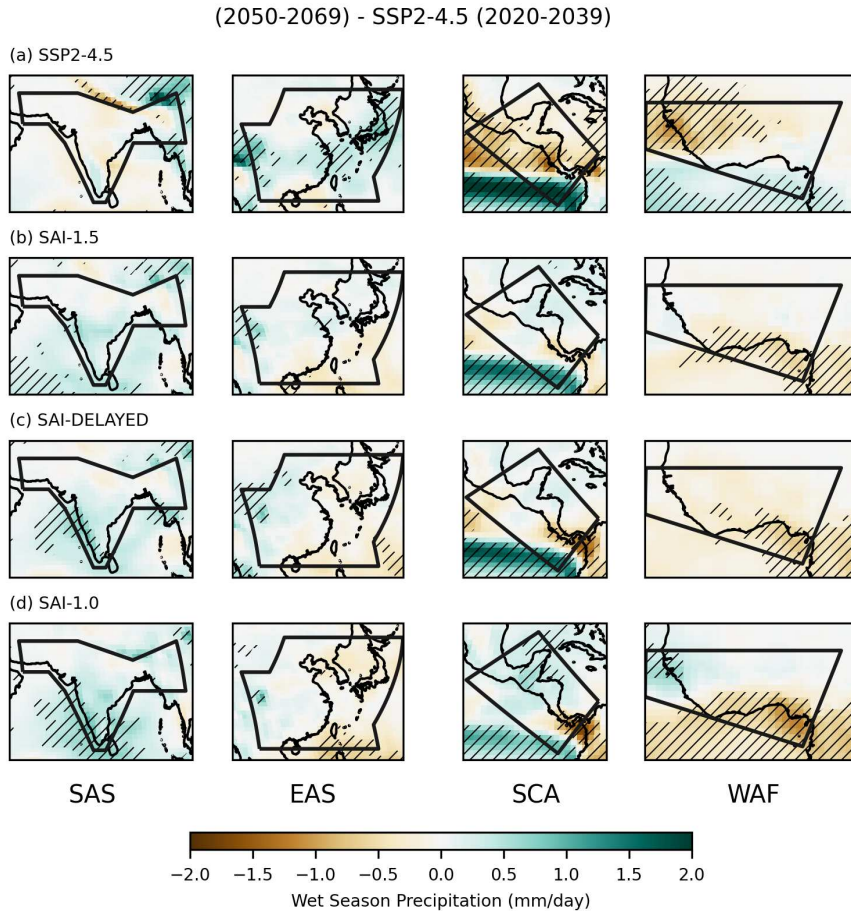 (2050-2069) - SSP2-4.5 (2020-2039)
(a) SSP2-4.5
(b) SAI-1.5
(c) SAI-DELAYED
(d) SAI-1.0
SAS EAS SCA WAF
−2.0 −1.5 −1.0 −0.5 0.0 0.5 1.0 1.5 2.0
Wet Season Precipitation (mm/day)